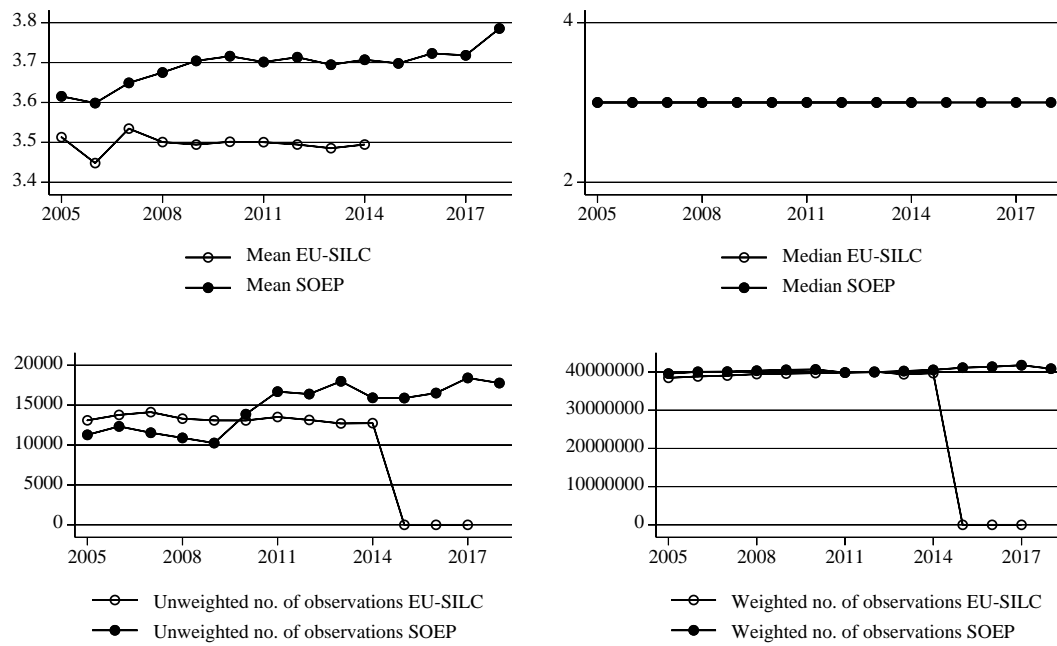 3.8
3.7
3.6
3.5
3.4
2005 2008 2011 2014 2017
Mean EU-SILC
Mean SOEP
4
2
2005 2008 2011 2014 2017
Median EU-SILC
Median SOEP
20000
15000
10000
5000
0
2005 2008 2011 2014 2017
Unweighted no. of observations EU-SILC
Unweighted no. of observations SOEP
40000000
30000000
20000000
10000000
0
2005 2008 2011 2014 2017
Weighted no. of observations EU-SILC
Weighted no. of observations SOEP